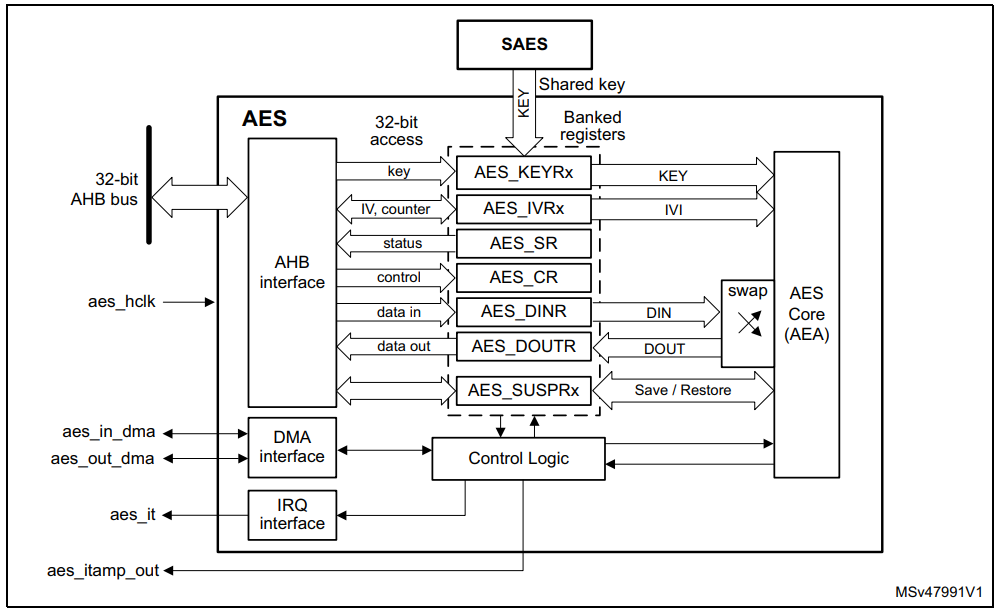 SAES
Shared key
KEY
AES
32-bit
access
Banked
registers
32-bit
AHB bus
AHB
interface
key
AES_KEYRx
KEY
IV, counter
AES_IVRx
IVI
status
AES_SR
control
AES_CR
data in
AES_DINR
DIN
data out
AES_DOUTR
DOUT
swap
AES
Core
(AEA)
AES_SUSPRx
Save / Restore
aes_hclk
aes_in_dma
aes_out_dma
DMA
interface
Control Logic
aes_it
IRQ
interface
aes_itamp_out
MSv47991V1